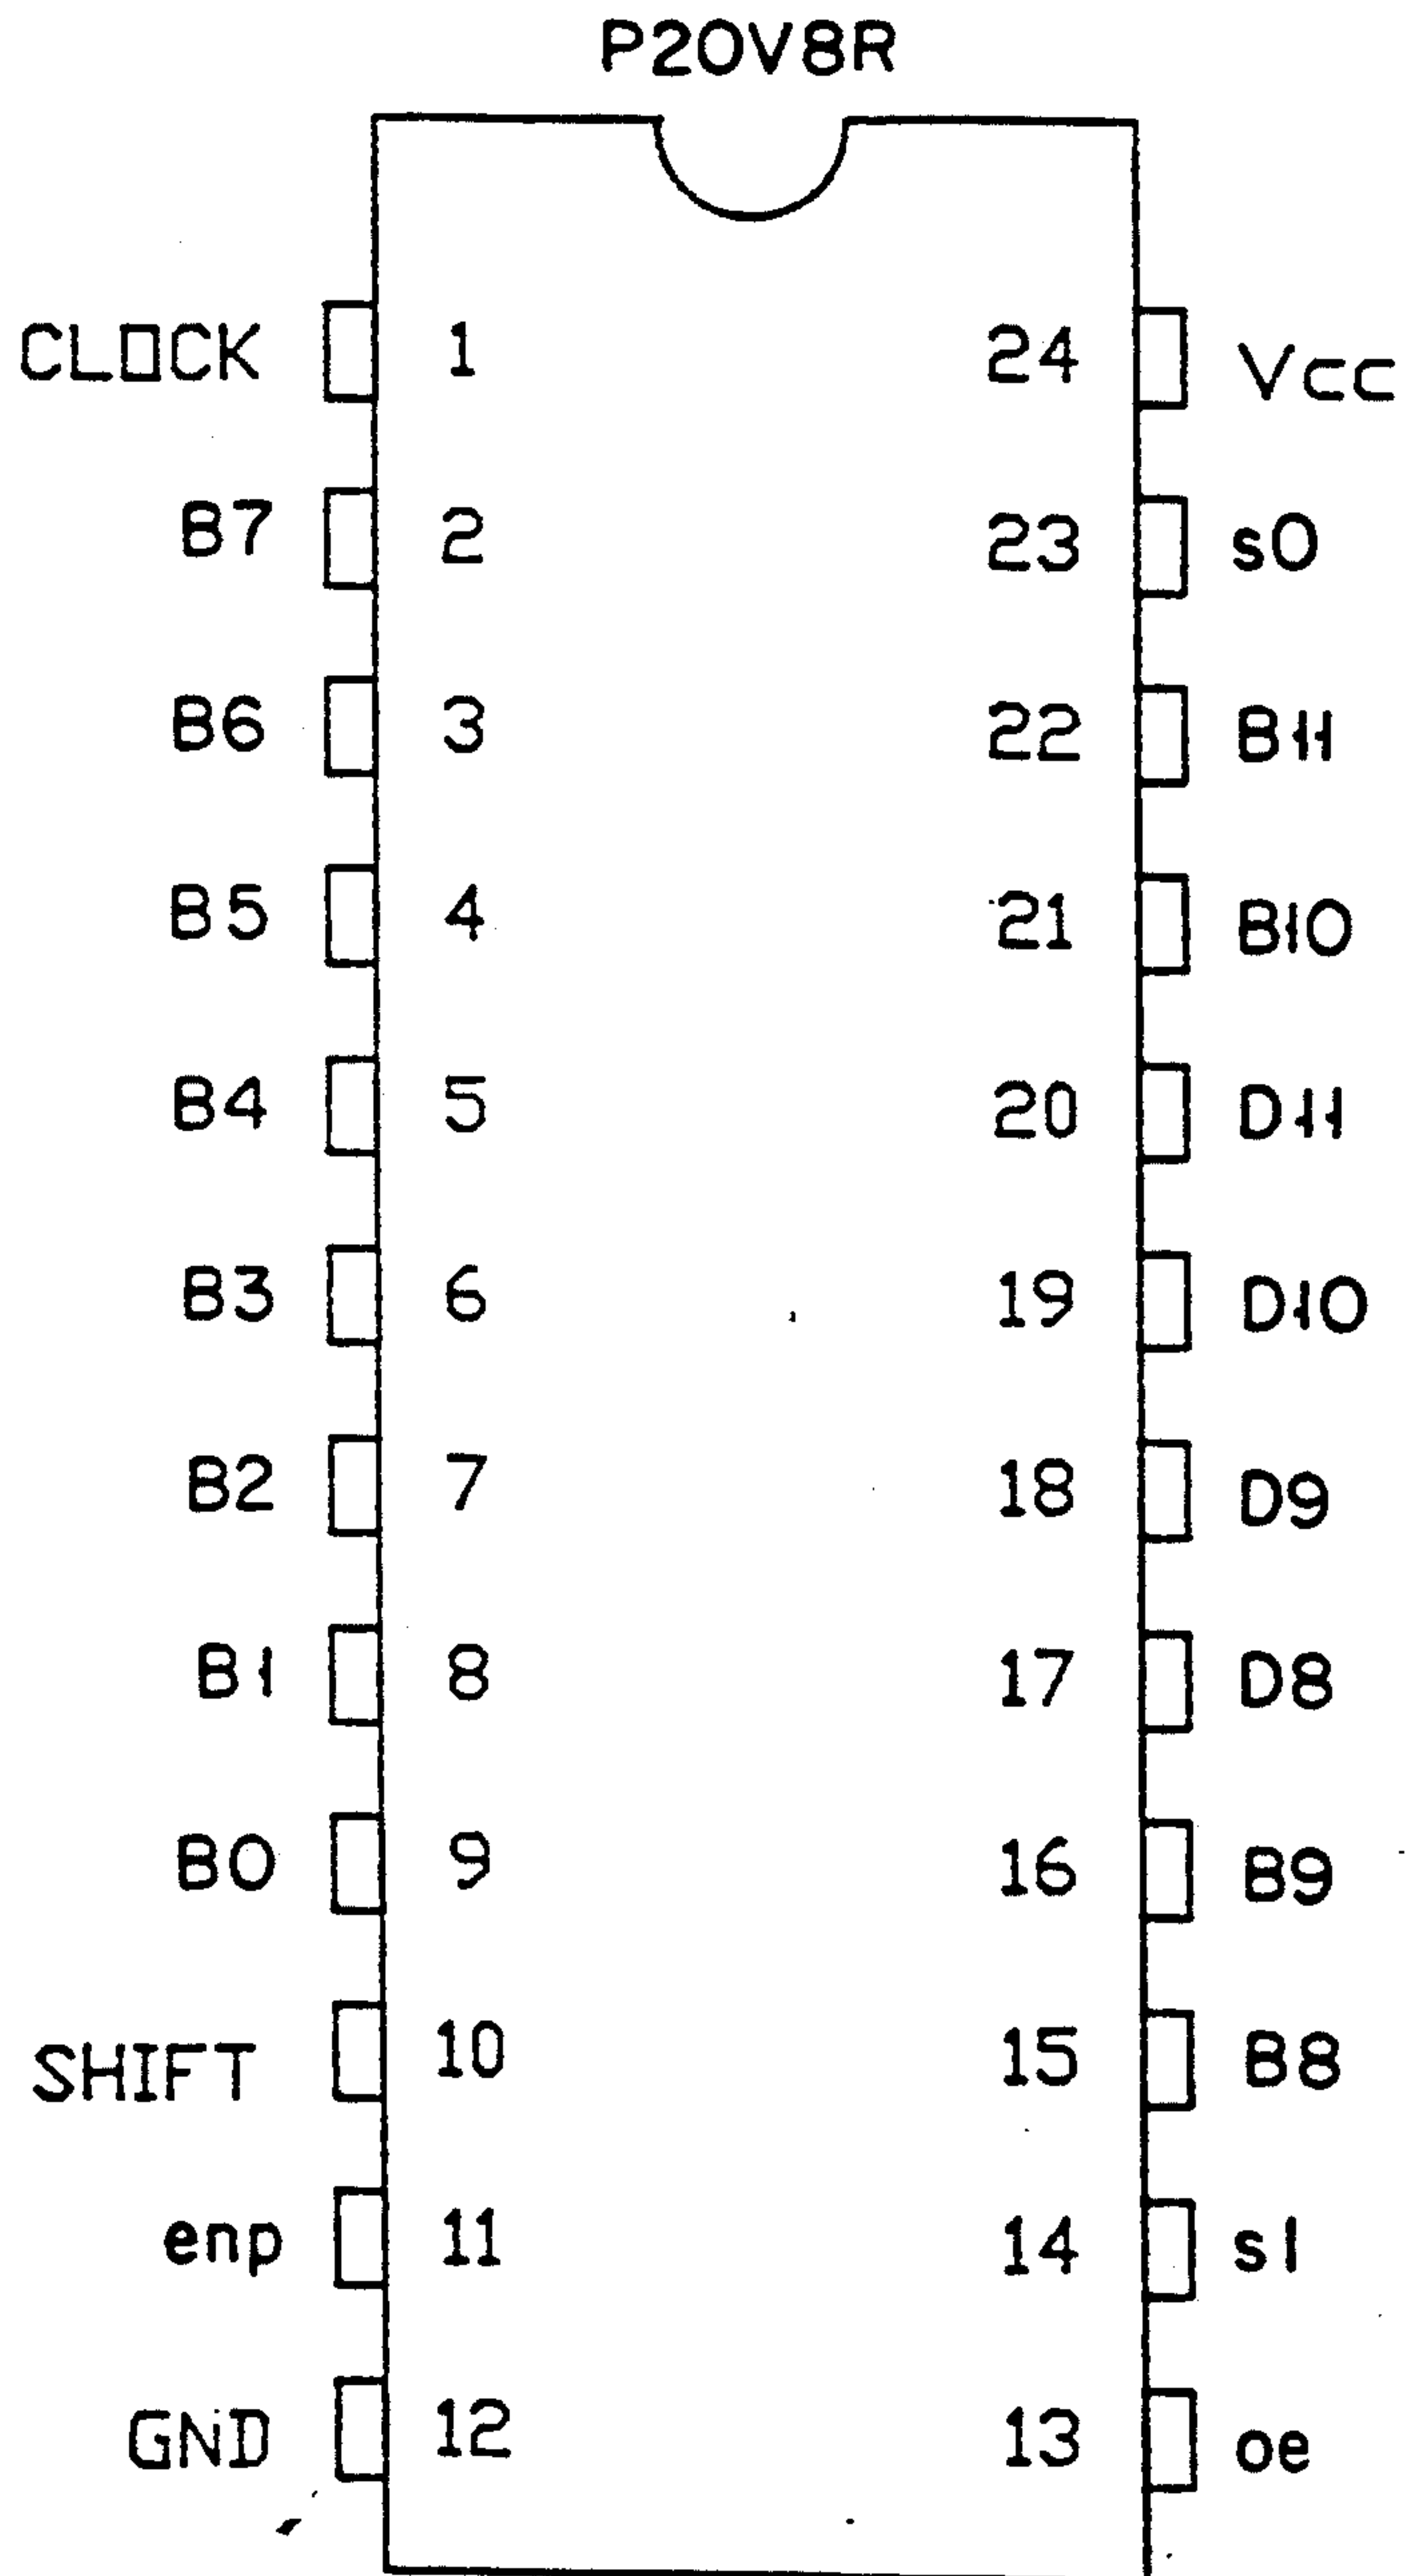 P20V8R
CLOCK 1 24 Vcc
B7 2 23 s0
B6 3 22 B11
B5 4 21 B10
B4 5 20 D11
B3 6 19 D10
B2 7 18 D9
B1 8 17 D8
B0 9 16 B9
SHIFT 10 15 B8
enp 11 14 s1
GND 12 13 oe